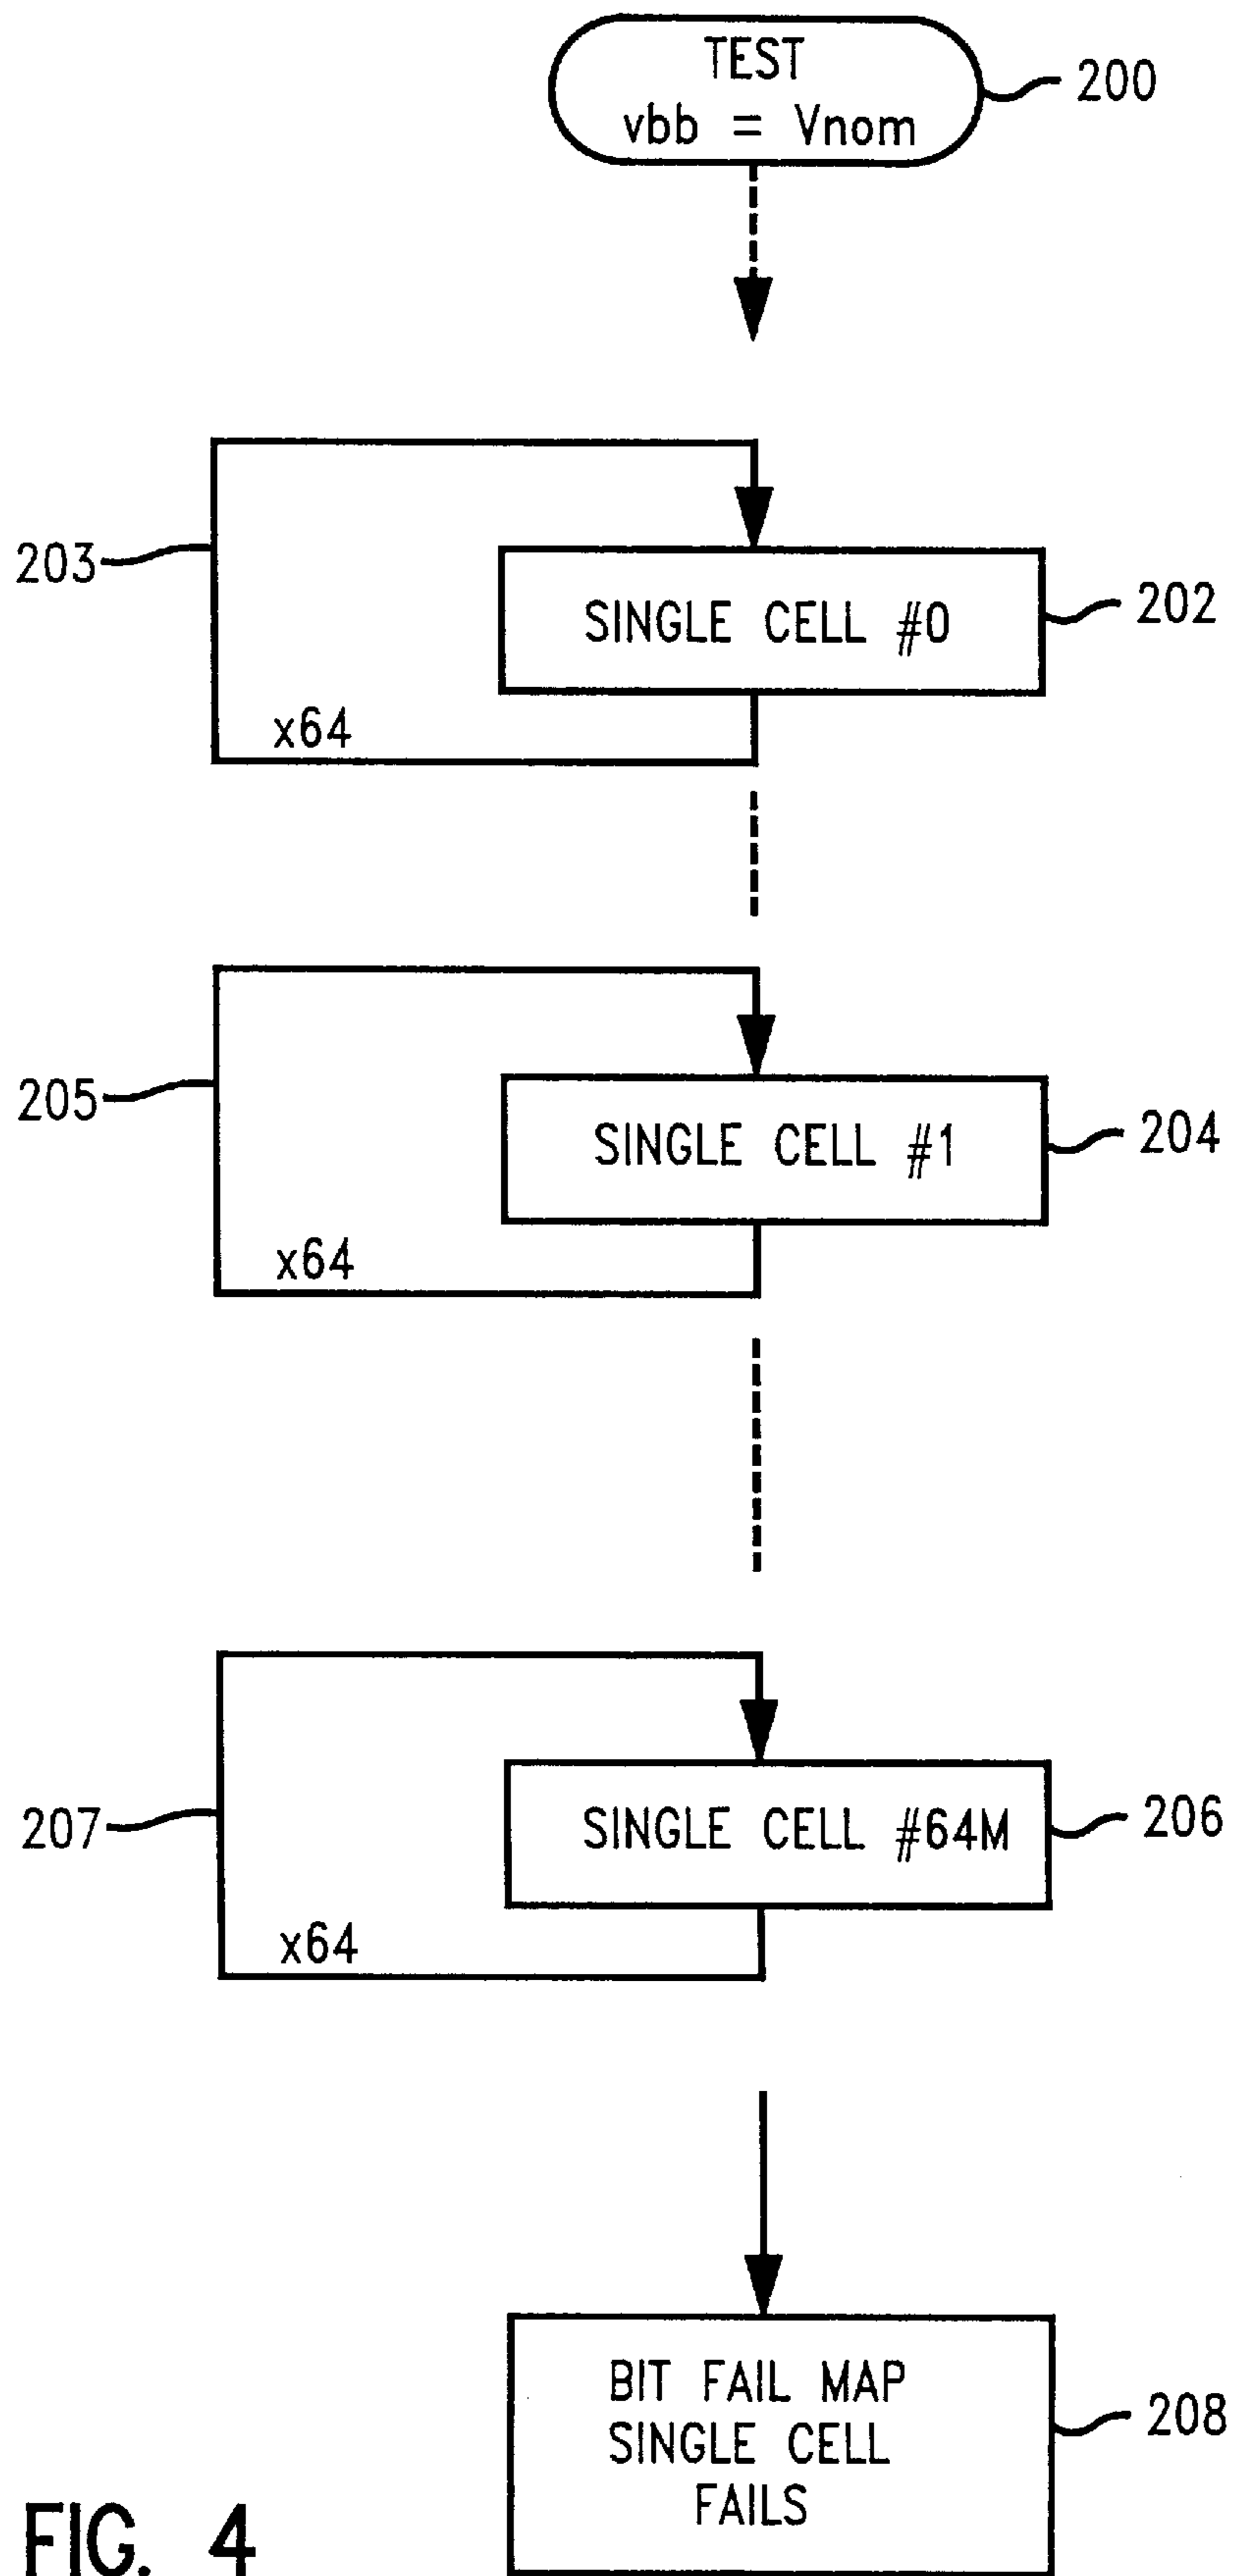 TEST
vbb = Vnom
200
203
SINGLE CELL #0
202
x64
205
SINGLE CELL #1
204
x64
207
SINGLE CELL #64M
206
x64
BIT FAIL MAP
SINGLE CELL
FAILS
208
FIG. 4